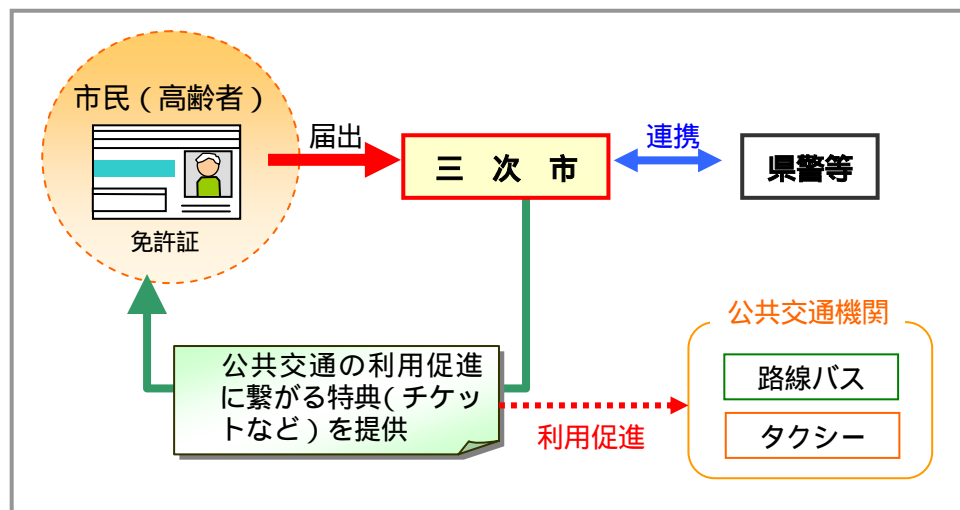 市民（高齢者）
免許証
届出
三 次 市
連携
県警等
公共交通の利用促進
に繋がる特典（チケッ
トなど）を提供
利用促進
公共交通機関
路線バス
タクシー